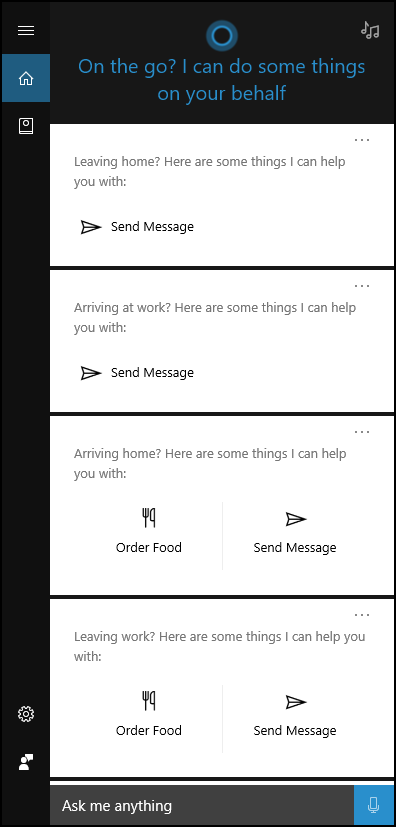 On the go? I can do some things
on your behalf
Leaving home? Here are some things I can help
you with:
Send Message
Arriving at work? Here are some things I can help
you with:
Send Message
Arriving home? Here are some things I can help
you with:
Order Food
Send Message
Leaving work? Here are some things I can help you
with:
Order Food
Send Message
Ask me anything